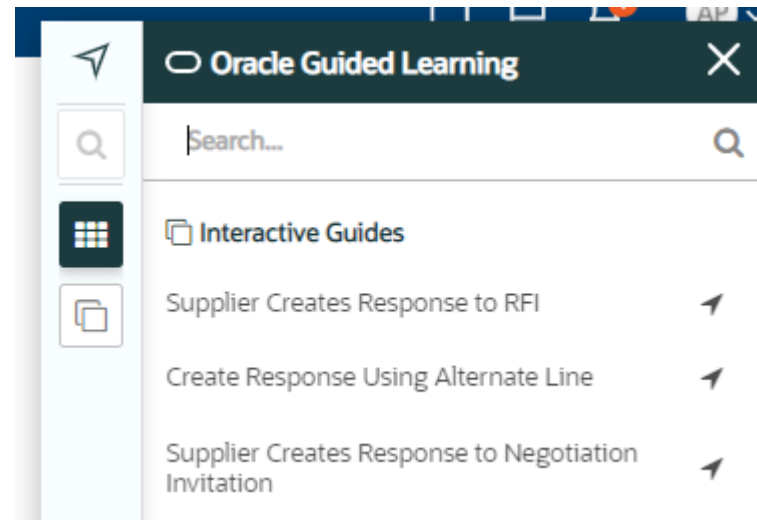 AP
Oracle Guided Learning
Search...
Interactive Guides
Supplier Creates Response to RFI
Create Response Using Alternate Line
Supplier Creates Response to Negotiation
Invitation